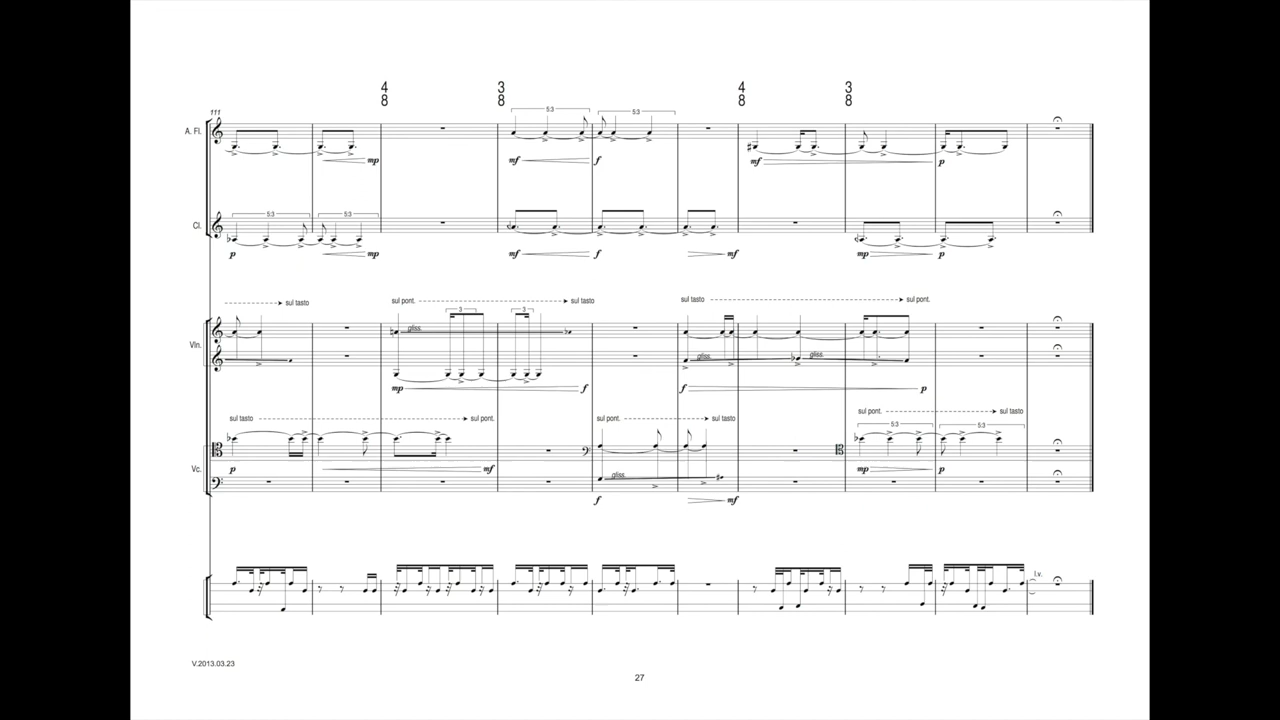 4 3 4 3
8 8 8 8
111
5:3 5:3
A. Fl.
mp mf f mf p
5:3 5:3
Cl.
p mp mf f mf mp p
sul tasto sul pont. sul tasto sul tasto sul pont.
3 3
gliss.
Vln.
gliss. gliss.
mp f f p
sul tasto sul pont. sul pont. sul tasto sul pont. sul tasto
5:3 5:3
Vc.
p mf mp p
gliss.
f mf
l.v.
V.2013.03.23
27